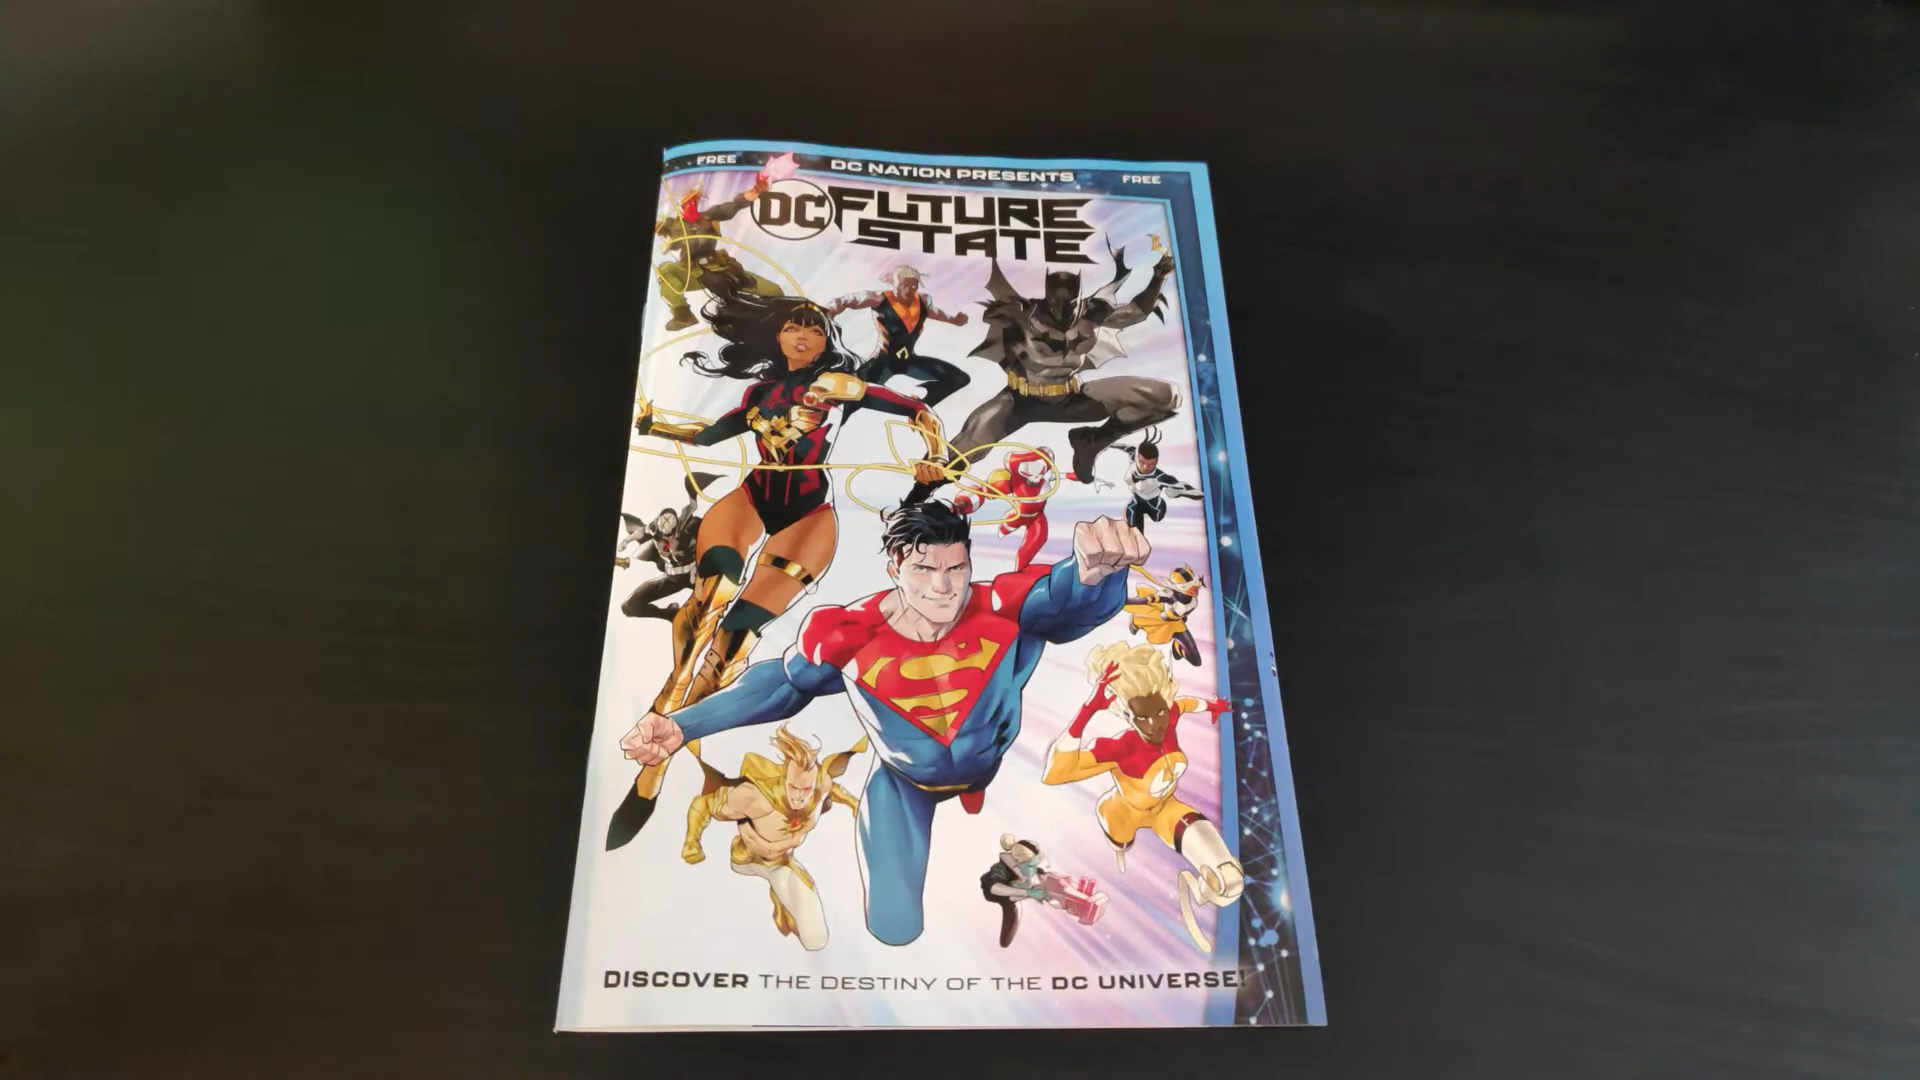 FREE
DC NATION PRESENTS
FREE
DC FUTURE
STATE
DISCOVER THE DESTINY OF THE DC UNIVERSE!